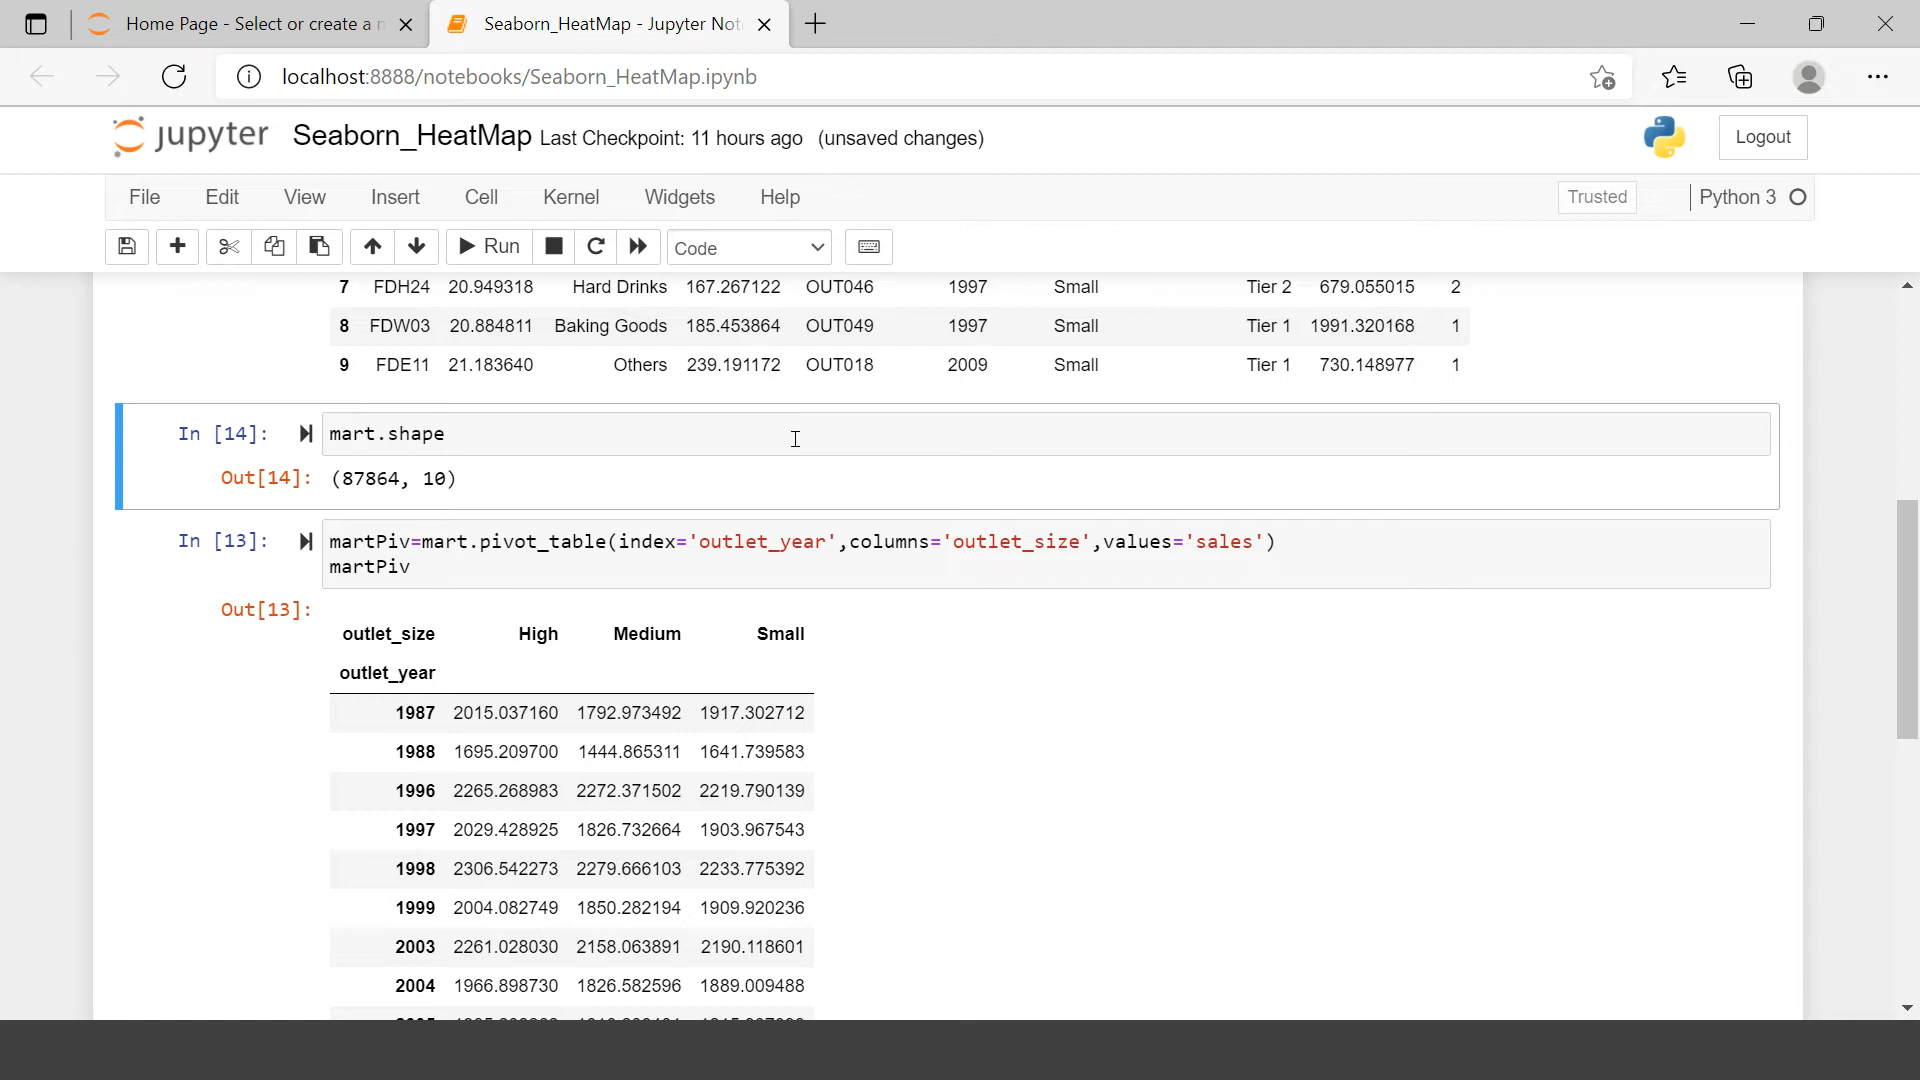 Home Page - Select or create a n
Seaborn_HeatMap - Jupyter Not
localhost:8888/notebooks/Seaborn_HeatMap.ipynb
jupyter Seaborn_HeatMap Last Checkpoint: 11 hours ago (unsaved changes) Logout
File Edit View Insert Cell Kernel Widgets Help Trusted Python 3
Run Code
7 FDH24 20.949318 Hard Drinks 167.267122 OUT046 1997 Small Tier 2 679.055015 2
8 FDW03 20.884811 Baking Goods 185.453864 OUT049 1997 Small Tier 1 1991.320168 1
9 FDE11 21.183640 Others 239.191172 OUT018 2009 Small Tier 1 730.148977 1
In [14]: mart.shape
Out[14]: (87864, 10)
In [13]: martPiv=mart.pivot_table(index='outlet_year',columns='outlet_size',values='sales')
martPiv
Out[13]:
outlet_size High Medium Small
outlet_year
1987 2015.037160 1792.973492 1917.302712
1988 1695.209700 1444.865311 1641.739583
1996 2265.268983 2272.371502 2219.790139
1997 2029.428925 1826.732664 1903.967543
1998 2306.542273 2279.666103 2233.775392
1999 2004.082749 1850.282194 1909.920236
2003 2261.028030 2158.063891 2190.118601
2004 1966.898730 1826.582596 1889.009488